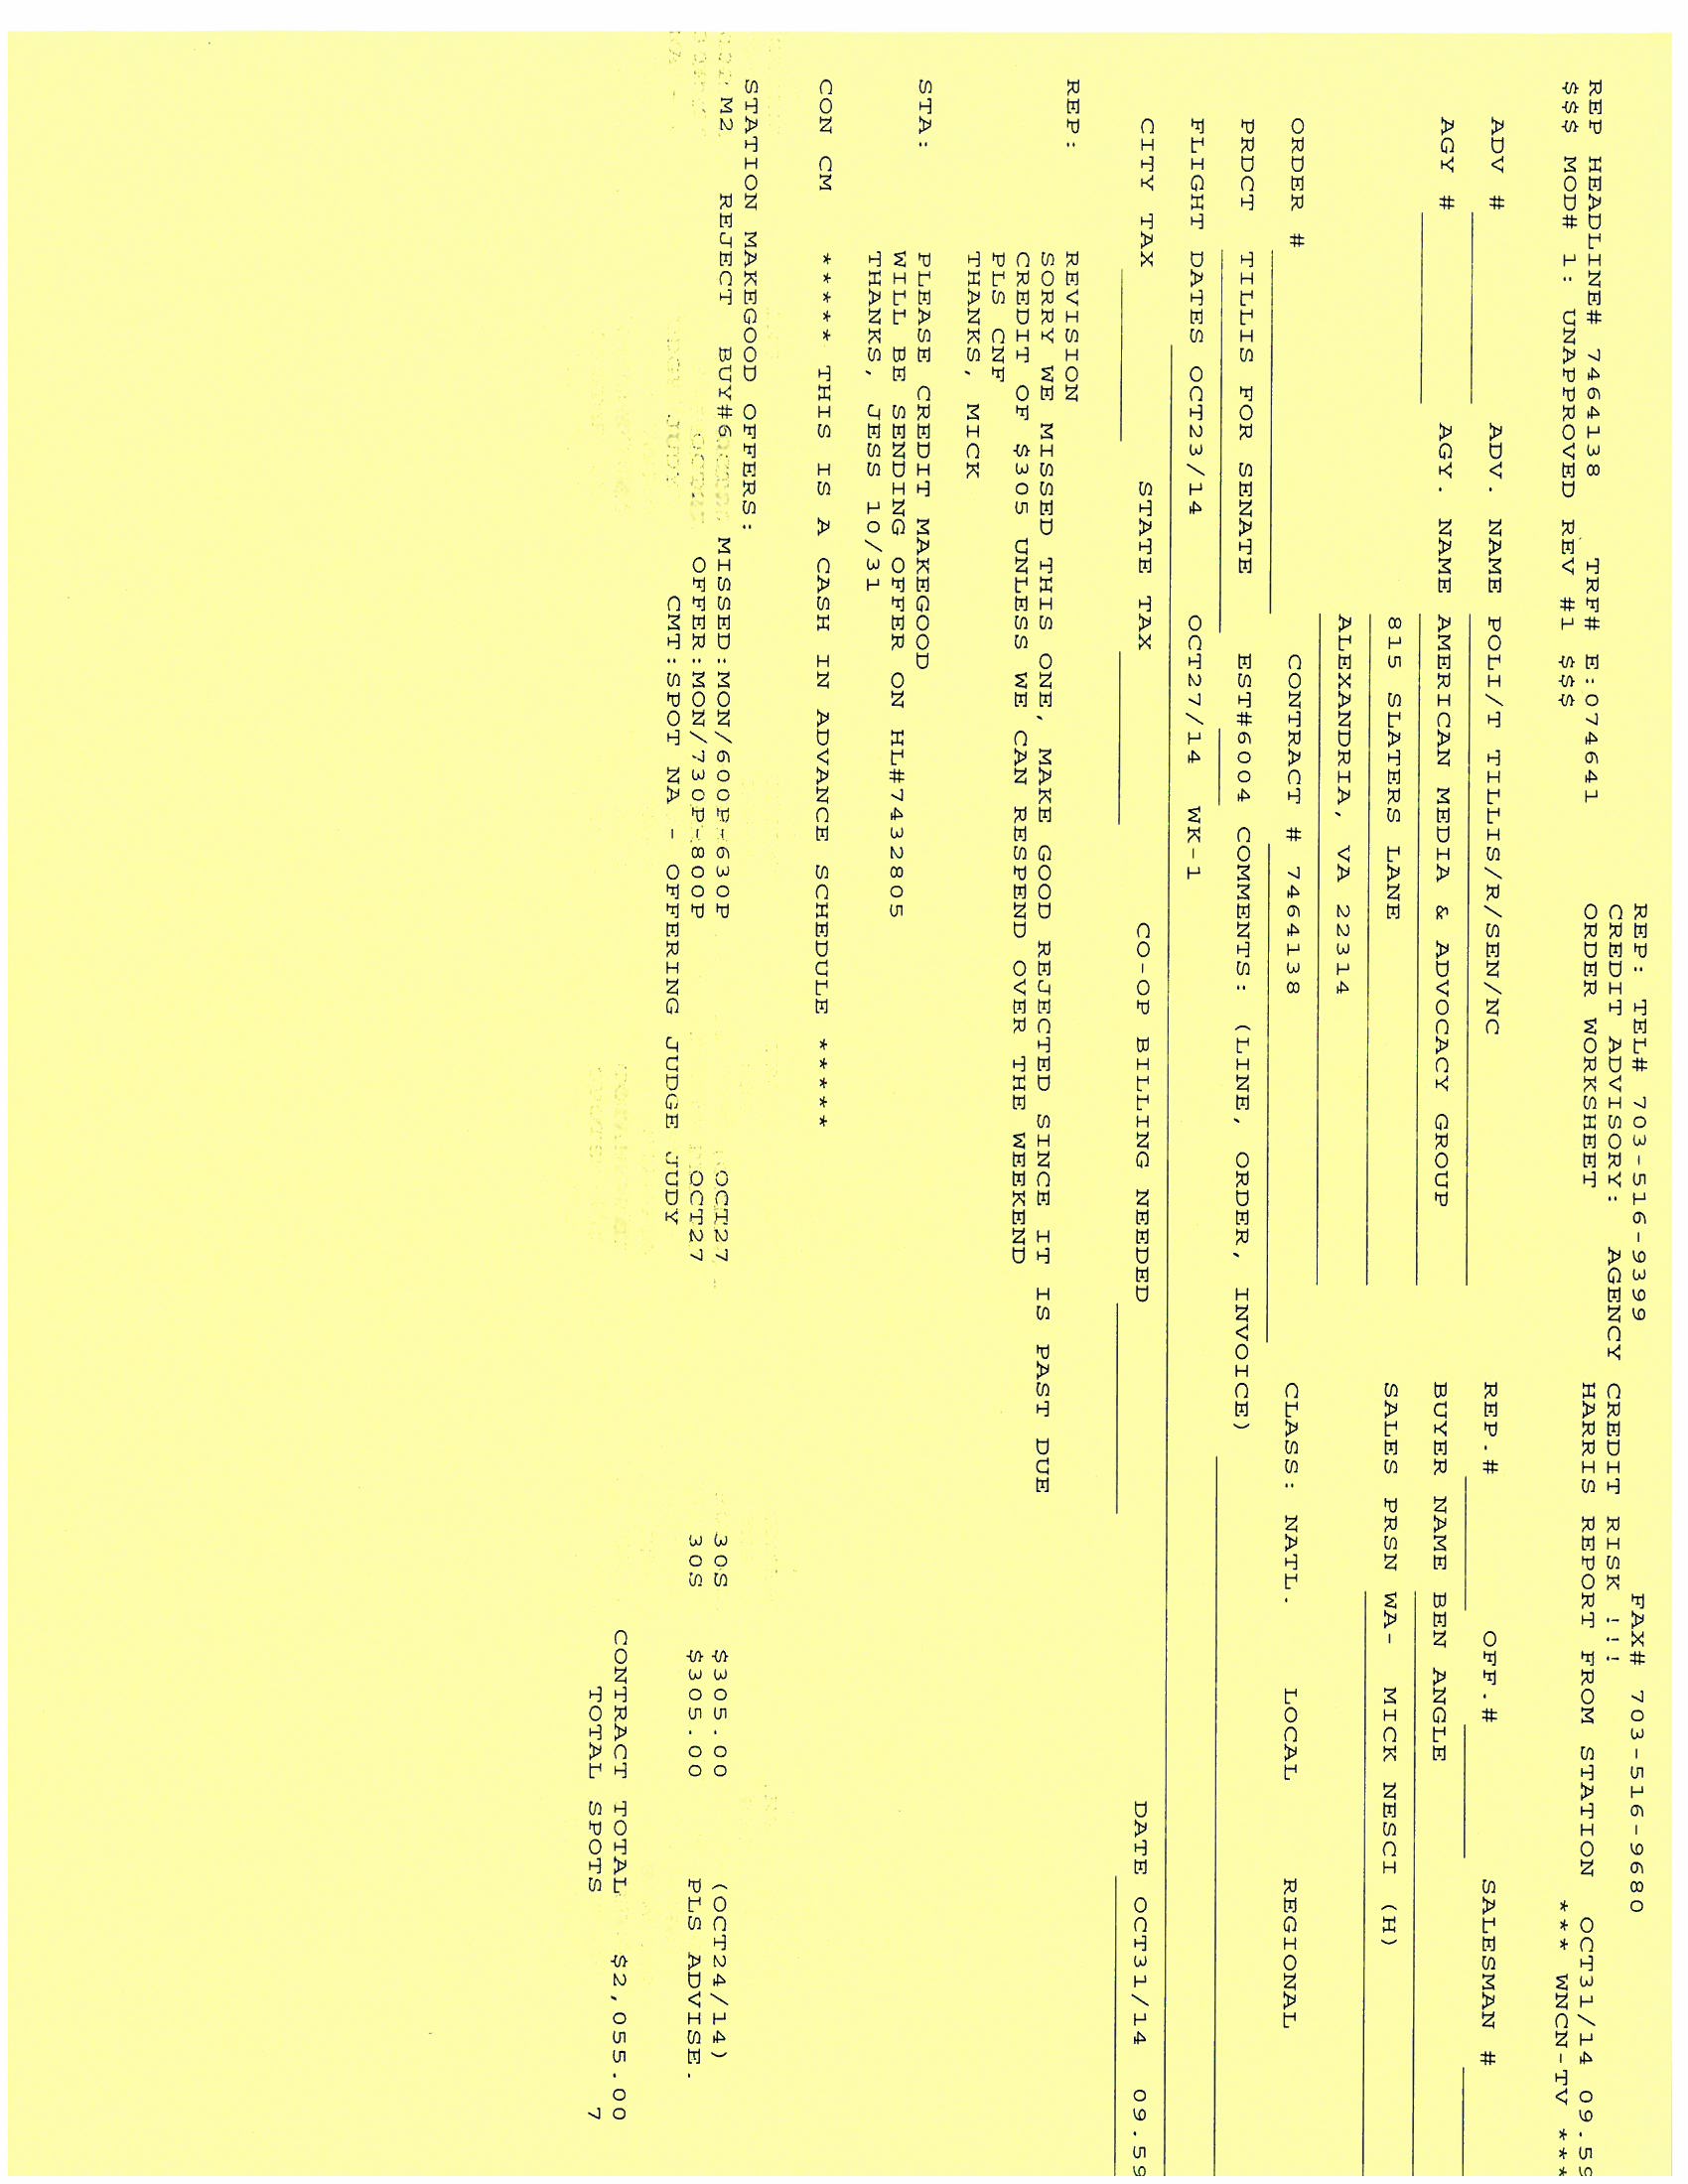 REP: TEL# 703-516-9399 FAX# 703-516-9680
CREDIT ADVISORY: AGENCY CREDIT RISK !!!
ORDER WORKSHEET HARRIS REPORT FROM STATION OCT31/14 09.59
REP HEADLINE# 7464138 TRF# E:07461
$$$ MOD# 1: UNAPPROVED REV #1 $$$ *** WNCN-TV ***
ADV # ADV. NAME POLI/T TILLIS/R/SEN/NC REP.# OFF.# SALESMAN #
AGY # AGY. NAME AMERICAN MEDIA & ADVOCACY GROUP BUYER NAME BEN ANGLE
815 SLATERS LANE SALES PRSN WA- MICK NESCI (H)
ALEXANDRIA, VA 22314
ORDER # CONTRACT # 7464138 CLASS: NATL. LOCAL REGIONAL
PRDCT TILLIS FOR SENATE EST#6004 COMMENTS: (LINE, ORDER, INVOICE)
FLIGHT DATES OCT23/14 OCT27/14 WK-1
CITY TAX STATE TAX CO-OP BILLING NEEDED DATE OCT31/14 09.59
REP: REVISION
SORRY WE MISSED THIS ONE, MAKE GOOD REJECTED SINCE IT IS PAST DUE
CREDIT OF $305 UNLESS WE CAN RESPEND OVER THE WEEKEND
PLS CNF
THANKS, MICK
STA: PLEASE CREDIT MAKEGOOD
WILL BE SENDING OFFER ON HL#7432805
THANKS, JESS 10/31
CON CM ***** THIS IS A CASH IN ADVANCE SCHEDULE *****
STATION MAKEGOOD OFFERS:
M2 REJECT BUY#6 MISSED:MON/600P-630P OCT27 30S $305.00 (OCT24/14)
OFFER:MON/730P-800P OCT27 30S $305.00 PLS ADVISE.
CMT:SPOT NA - OFFERING JUDGE JUDY
CONTRACT TOTAL $2,055.00
TOTAL SPOTS 7